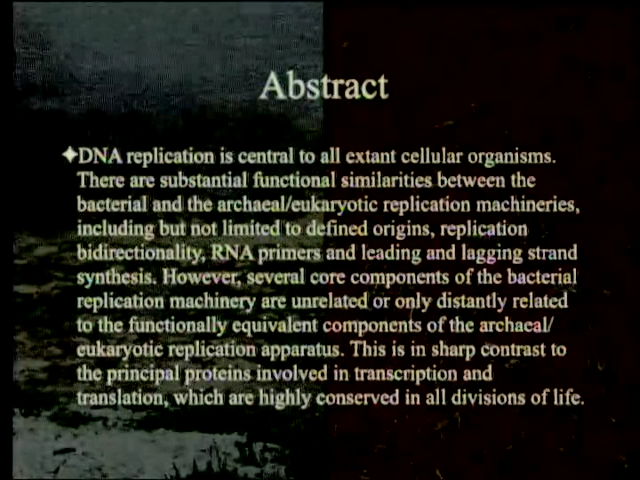 Abstract
✦DNA replication is central to all extant cellular organisms.
There are substantial functional similarities between the
bacterial and the archaeal/eukaryotic replication machineries,
including but not limited to defined origins, replication
bidirectionality, RNA primers and leading and lagging strand
synthesis. However, several core components of the bacterial
replication machinery are unrelated or only distantly related
to the functionally equivalent components of the archaeal/
eukaryotic replication apparatus. This is in sharp contrast to
the principal proteins involved in transcription and
translation, which are highly conserved in all divisions of life.